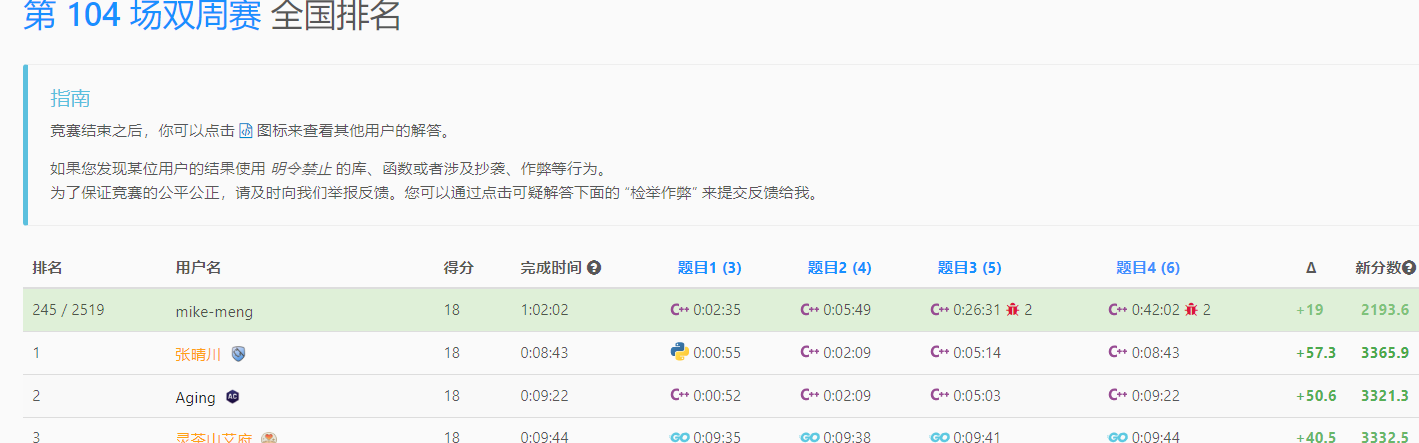 第 104 场双周赛 全国排名
指南
竞赛结束之后，你可以点击 图标来查看其他用户的解答。
如果您发现某位用户的结果使用 明令禁止 的库、函数或者涉及抄袭、作弊等行为。
为了保证竞赛的公平公正，请及时向我们举报反馈。您可以通过点击可疑解答下面的 “检举作弊” 来提交反馈给我。
排名 用户名 得分 完成时间 题目1 (3) 题目2 (4) 题目3 (5) 题目4 (6) Δ 新分数
245 / 2519 mike-meng 18 1:02:02 C++ 0:02:35 C++ 0:05:49 C++ 0:26:31 2 C++ 0:42:02 2 +19 2193.6
1 张晴川 18 0:08:43 0:00:55 C++ 0:02:09 C++ 0:05:14 C++ 0:08:43 +57.3 3365.9
2 Aging AC 18 0:09:22 C++ 0:00:52 C++ 0:02:09 C++ 0:05:03 C++ 0:09:22 +50.6 3321.3
3 灵茶山艾府 18 0:09:44 GO 0:09:35 GO 0:09:38 GO 0:09:41 GO 0:09:44 +40.5 3332.5